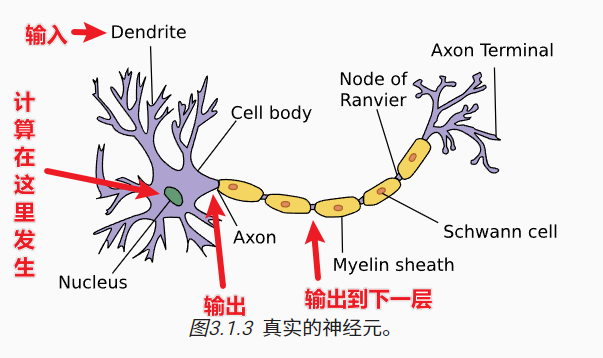 输入
Dendrite
Axon Terminal
Node of
Ranvier
Cell body
计算在这里发生
Axon
Schwann cell
Nucleus
Myelin sheath
输出
输出到下一层
图3.1.3 真实的神经元。